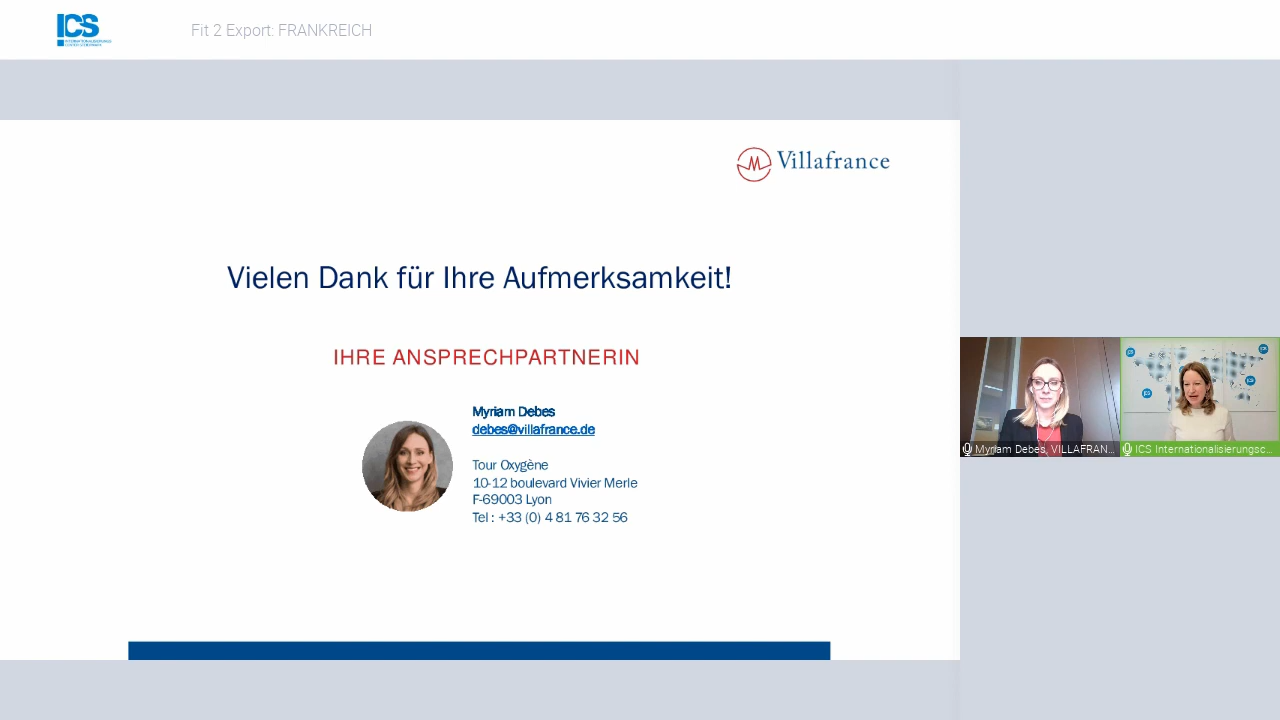 ICS
Fit 2 Export: FRANKREICH
Villafrance
Vielen Dank für Ihre Aufmerksamkeit!
IHRE ANSPRECHPARTNERIN
Myriam Debes
debes@villafrance.de
Tour Oxygène
10-12 boulevard Vivier Merle
F-69003 Lyon
Tel : +33 (0) 4 81 76 32 56
Myriam Debes, VILLAFRAN...
ICS Internationalisierungsc...